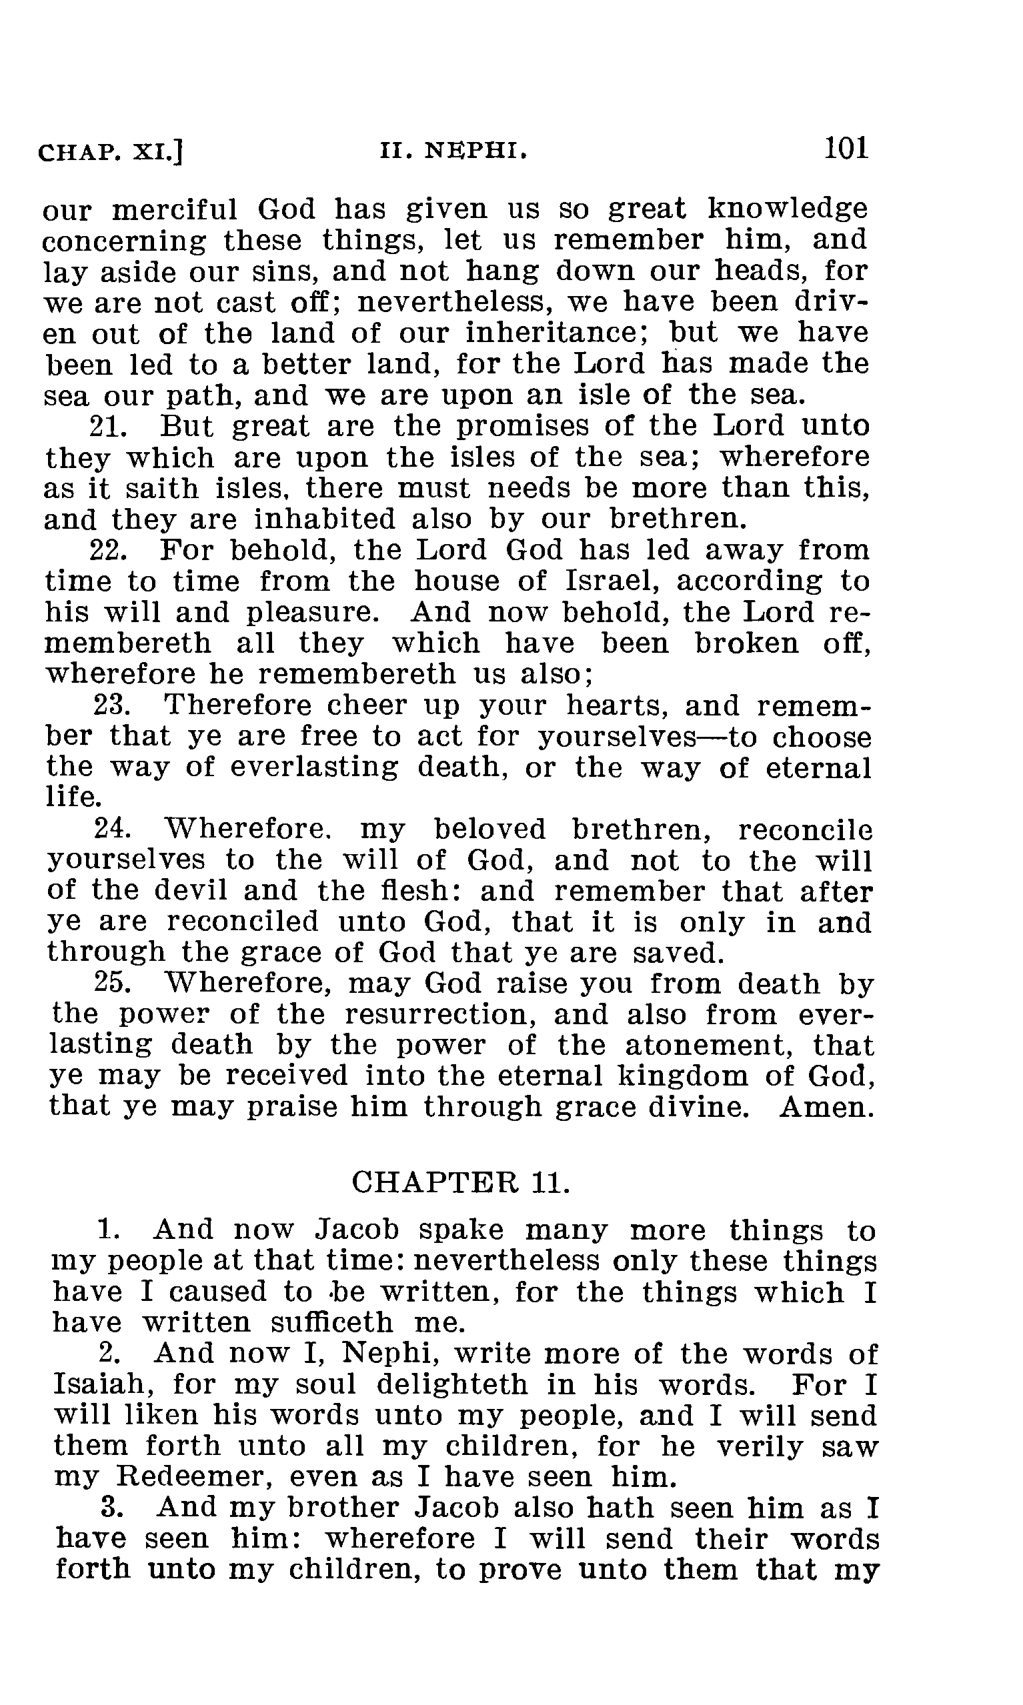 CHAP. XI.] II. NEPHI. 101
our merciful God has given us so great knowledge
concerning these things, let us remember him, and
lay aside our sins, and not hang down our heads, for
we are not cast off; nevertheless, we have been driv-
en out of the land of our inheritance; but we have
been led to a better land, for the Lord has made the
sea our path, and we are upon an isle of the sea.
21. But great are the promises of the Lord unto
they which are upon the isles of the sea; wherefore
as it saith isles, there must needs be more than this,
and they are inhabited also by our brethren.
22. For behold, the Lord God has led away from
time to time from the house of Israel, according to
his will and pleasure. And now behold, the Lord re-
membereth all they which have been broken off,
wherefore he remembereth us also;
23. Therefore cheer up your hearts, and remem-
ber that ye are free to act for yourselves—to choose
the way of everlasting death, or the way of eternal
life.
24. Wherefore, my beloved brethren, reconcile
yourselves to the will of God, and not to the will
of the devil and the flesh: and remember that after
ye are reconciled unto God, that it is only in and
through the grace of God that ye are saved.
25. Wherefore, may God raise you from death by
the power of the resurrection, and also from ever-
lasting death by the power of the atonement, that
ye may be received into the eternal kingdom of God,
that ye may praise him through grace divine. Amen.
CHAPTER 11.
1. And now Jacob spake many more things to
my people at that time: nevertheless only these things
have I caused to be written, for the things which I
have written sufficeth me.
2. And now I, Nephi, write more of the words of
Isaiah, for my soul delighteth in his words. For I
will liken his words unto my people, and I will send
them forth unto all my children, for he verily saw
my Redeemer, even as I have seen him.
3. And my brother Jacob also hath seen him as I
have seen him: wherefore I will send their words
forth unto my children, to prove unto them that my